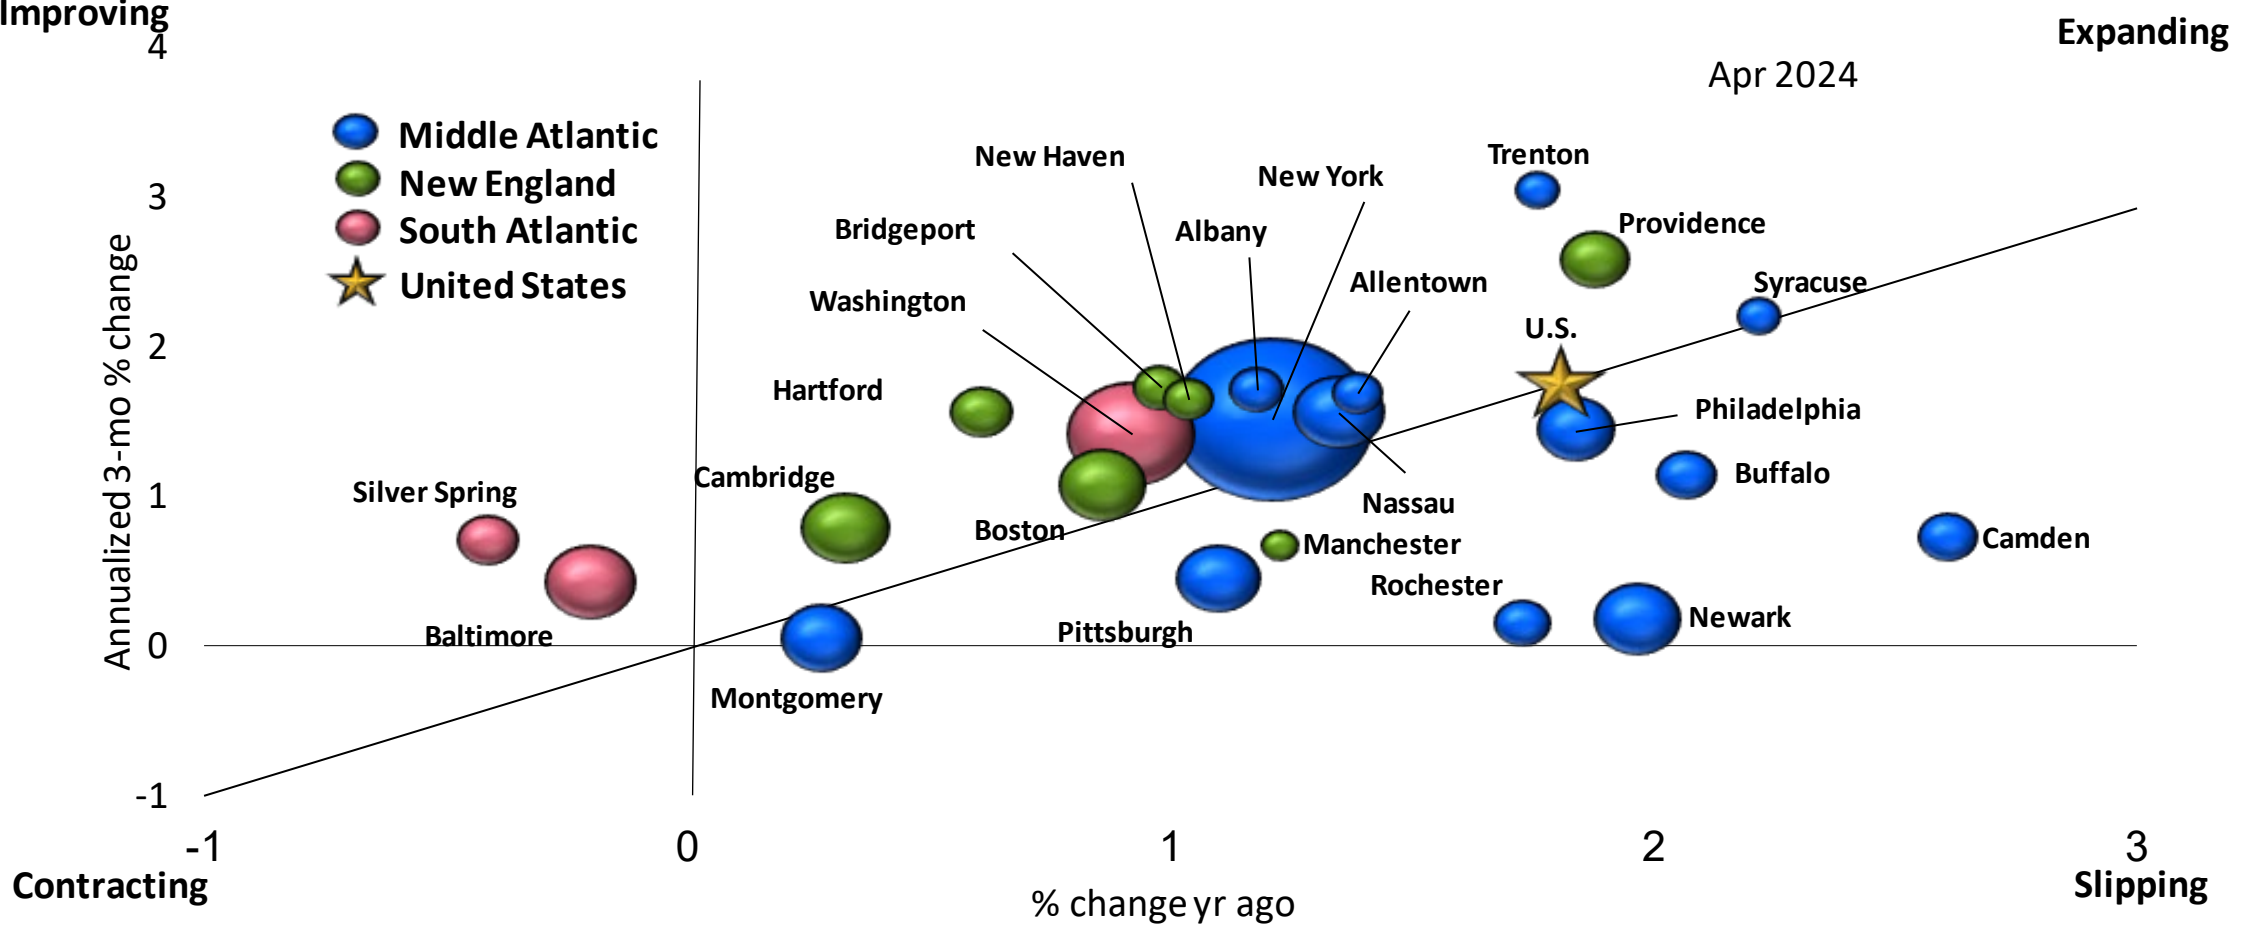 Improving
Expanding
4
Apr 2024
Middle Atlantic
New England
South Atlantic
United States
New Haven
New York
Trenton
3
Bridgeport
Albany
Providence
Washington
Allentown
Syracuse
U.S.
2
Hartford
Philadelphia
Annualized 3-mo % change
Silver Spring
Cambridge
Buffalo
1
Nassau
Boston
Manchester
Camden
Rochester
Baltimore
Pittsburgh
Newark
0
Montgomery
-1
-1
0
1
2
3
Contracting
% change yr ago
Slipping